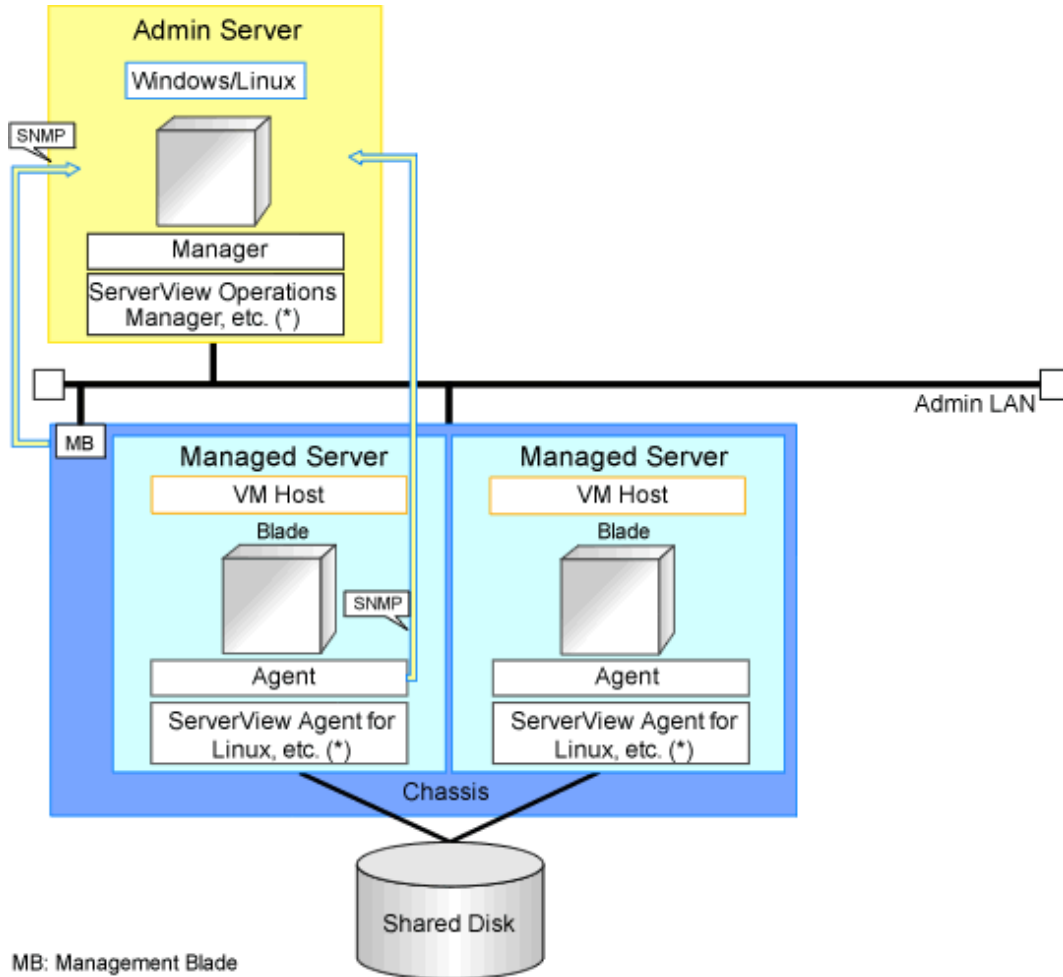 Admin Server
Windows/Linux
SNMP
Manager
ServerView Operations
Manager, etc. (*)
Admin LAN
MB
Managed Server
VM Host
Blade
SNMP
Agent
ServerView Agent for
Linux, etc. (*)
Managed Server
VM Host
Blade
Agent
ServerView Agent for
Linux, etc. (*)
Chassis
Shared Disk
MB: Management Blade